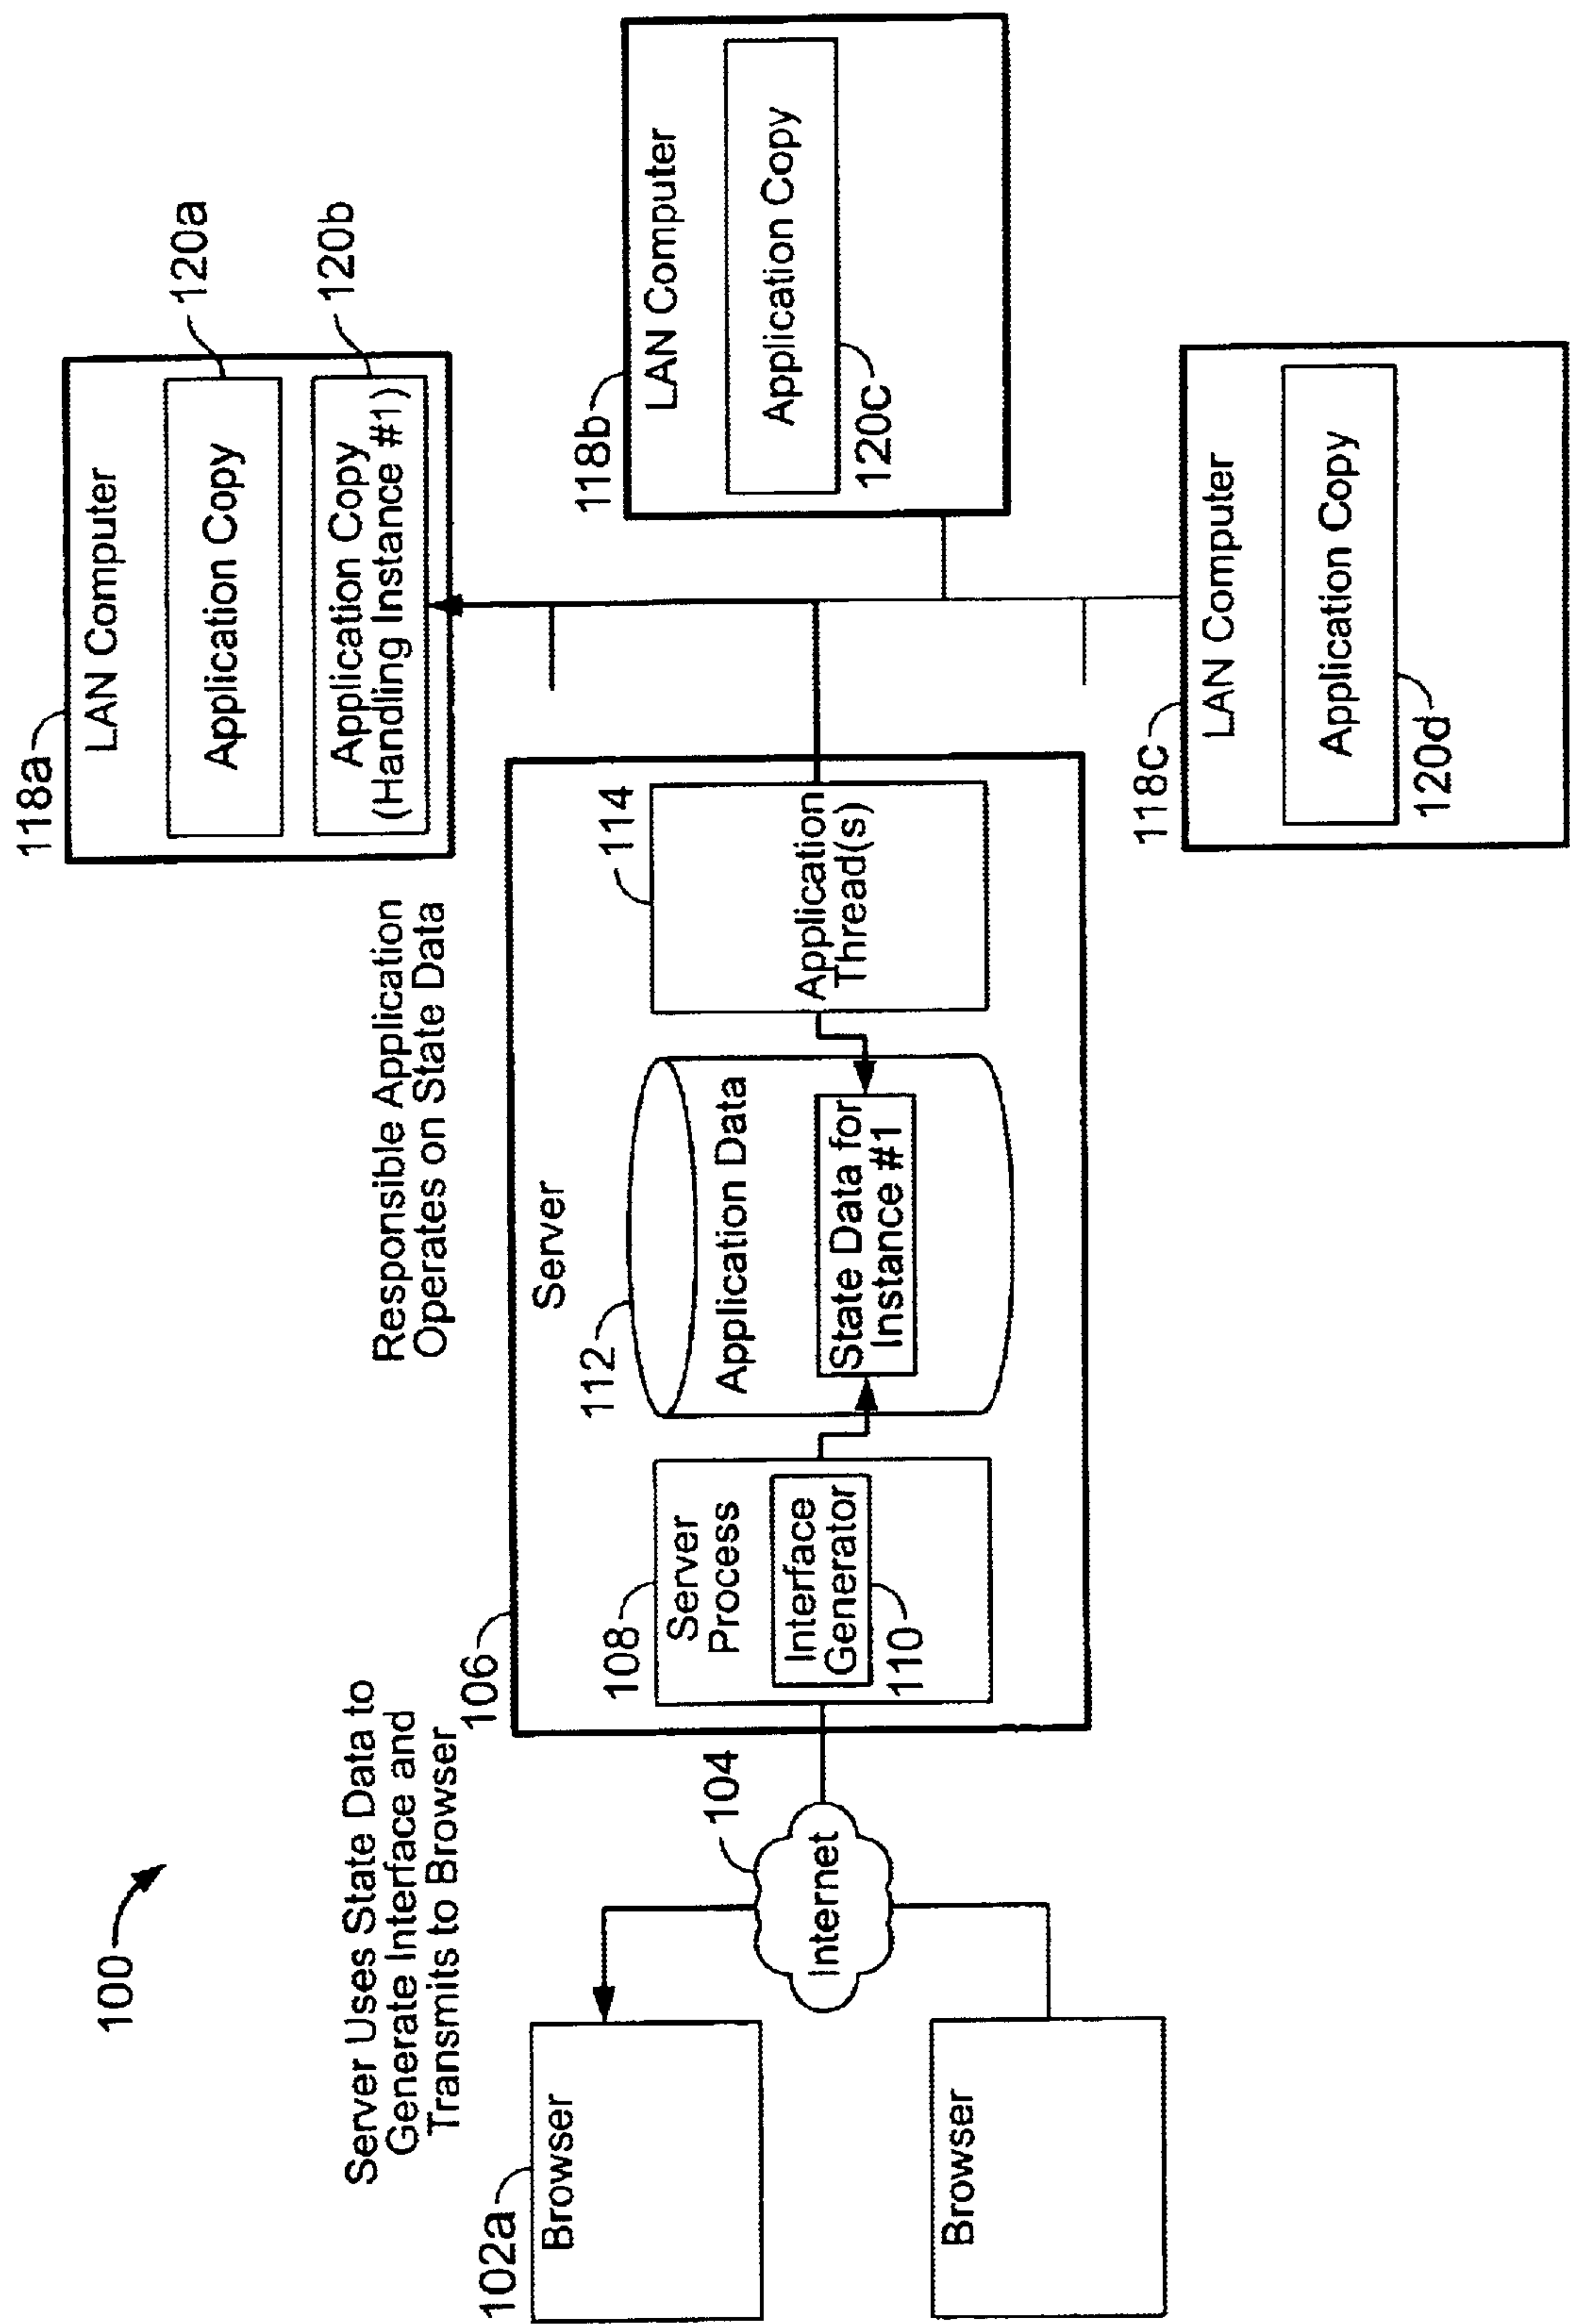 100
Server Uses State Data to
Generate Interface and
Transmits to Browser
Responsible Application
Operates on State Data
102a
Browser
Browser
104
Internet
106
Server
108
Server
Process
Interface
Generator
110
112
Application Data
State Data for
Instance #1
114
Application
Thread(s)
118a
LAN Computer
Application Copy
120a
Application Copy
(Handling Instance #1)
120b
118b
LAN Computer
Application Copy
120c
118c
LAN Computer
Application Copy
120d